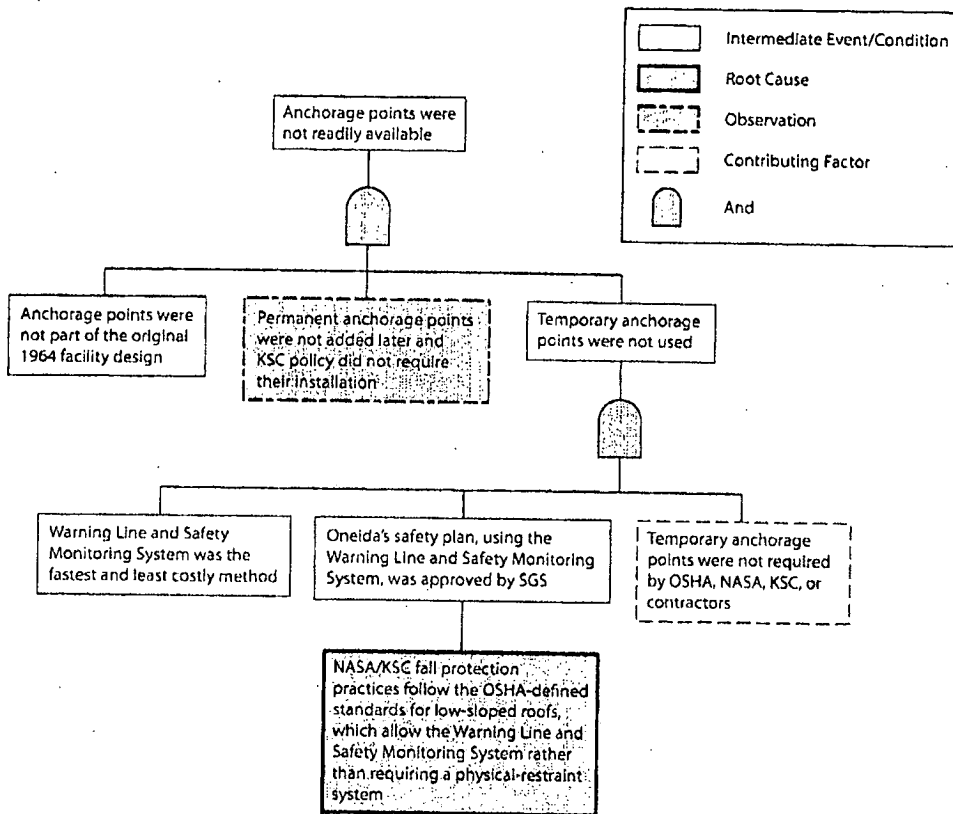 Intermediate Event/Condition
Root Cause
Observation
Contributing Factor
And
Anchorage points were
not readily available
Anchorage points were
not part of the original
1964 facility design
Permanent anchorage points
were not added later and
KSC policy did not require
their installation
Temporary anchorage
points were not used
Warning Line and Safety
Monitoring System was the
fastest and least costly method
Oneida's safety plan, using the
Warning Line and Safety Monitoring
System, was approved by SGS
Temporary anchorage
points were not required
by OSHA, NASA, KSC, or
contractors
NASA/KSC fall protection
practices follow the OSHA-defined
standards for low-sloped roofs,
which allow the Warning Line and
Safety Monitoring System rather
than requiring a physical-restraint
system